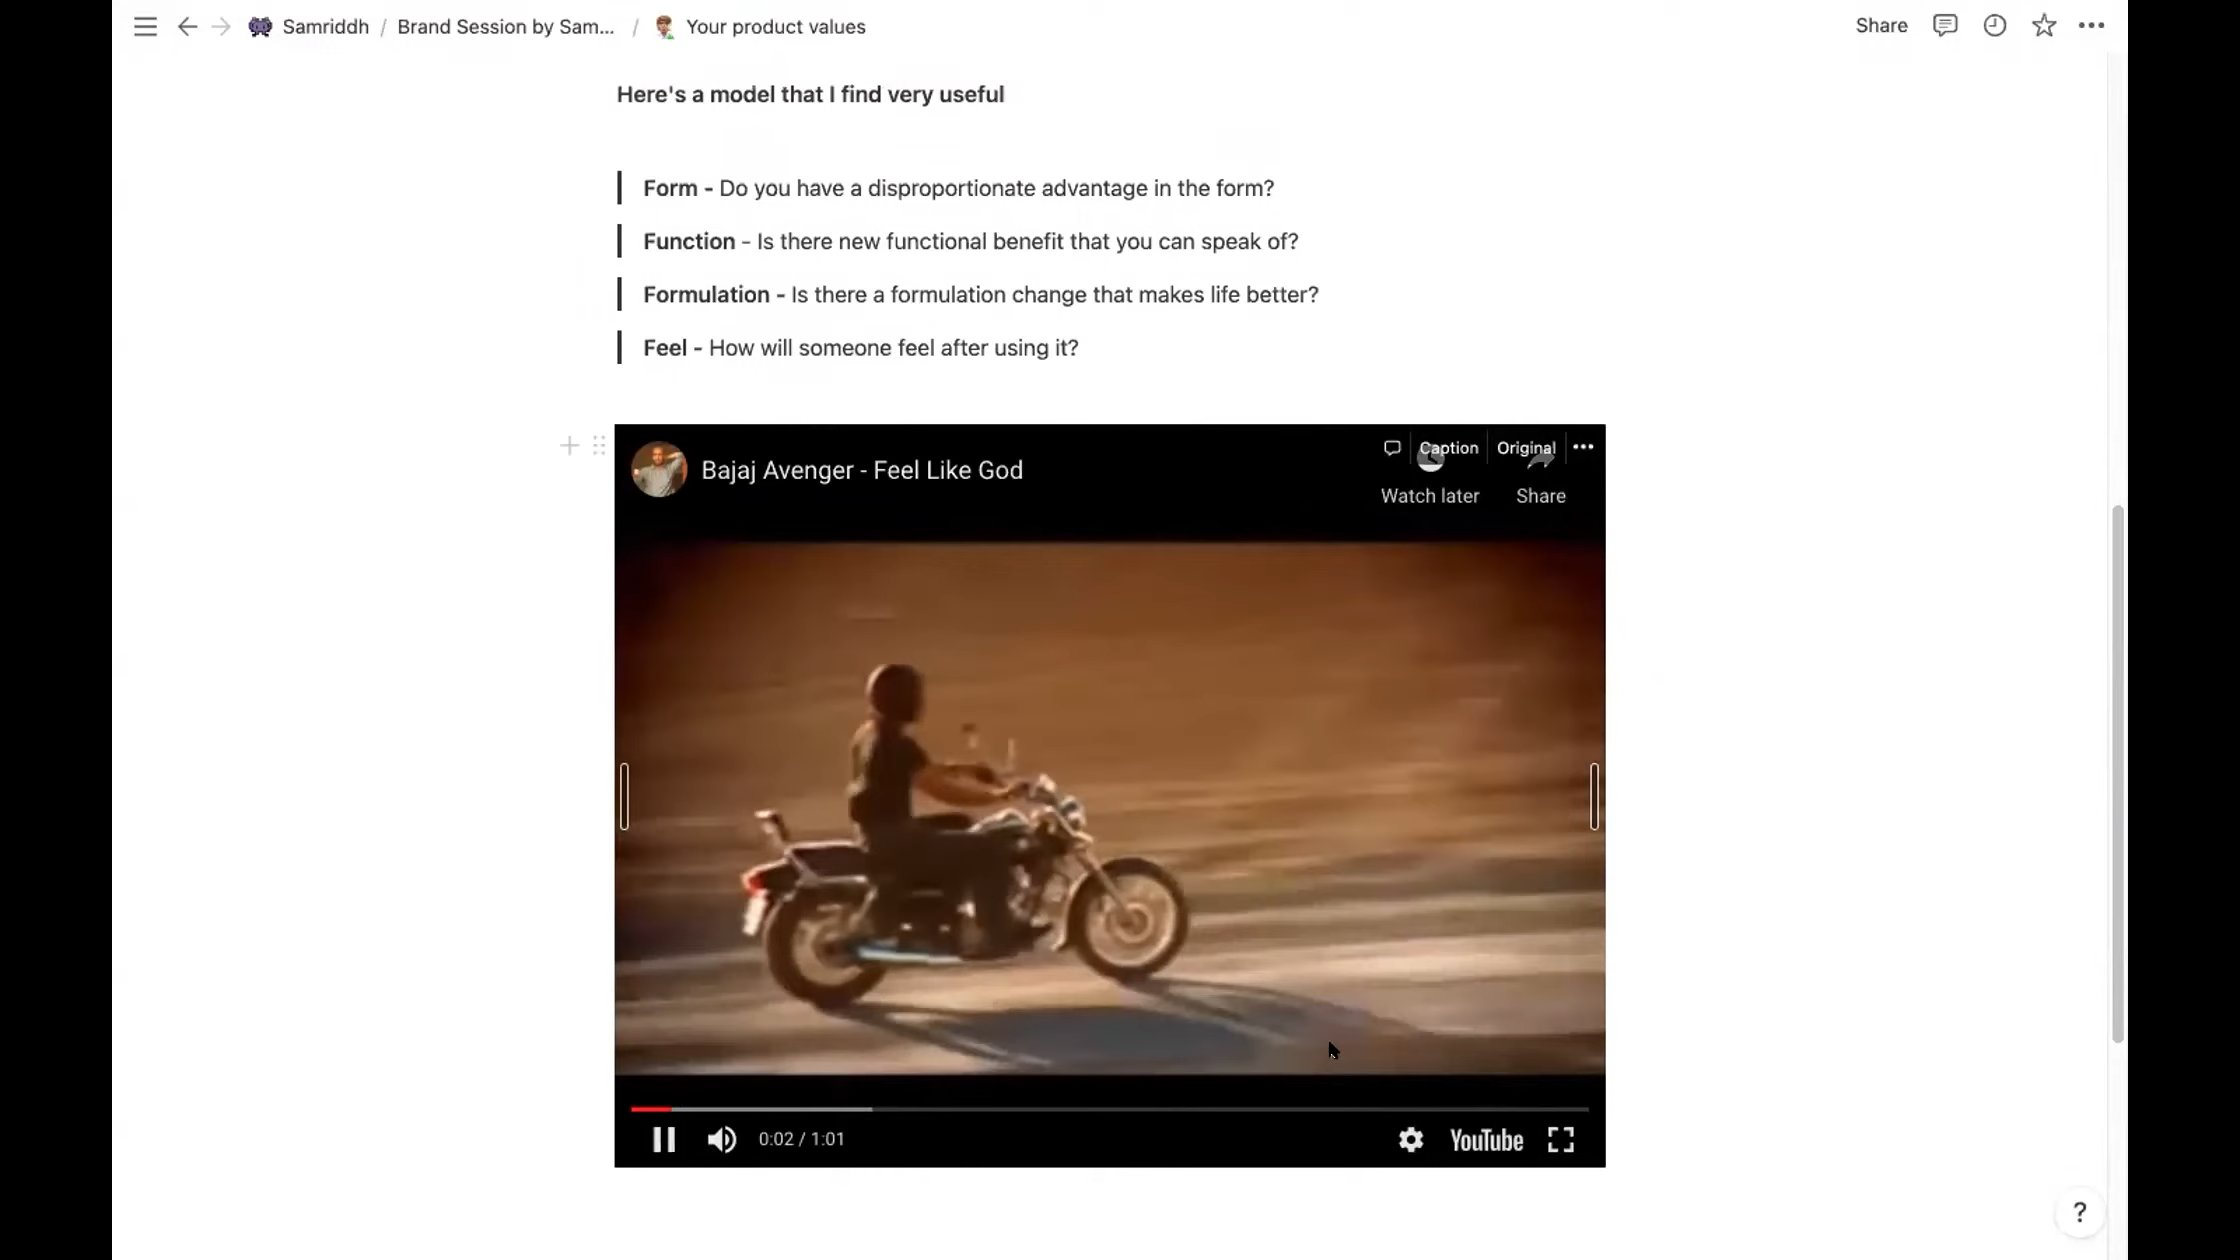 Samriddh / Brand Session by Sam... / Your product values
Share
Here's a model that I find very useful
Form - Do you have a disproportionate advantage in the form?
Function - Is there new functional benefit that you can speak of?
Formulation - Is there a formulation change that makes life better?
Feel - How will someone feel after using it?
Caption Original
Bajaj Avenger - Feel Like God
Watch later Share
0:02 / 1:01
YouTube
?